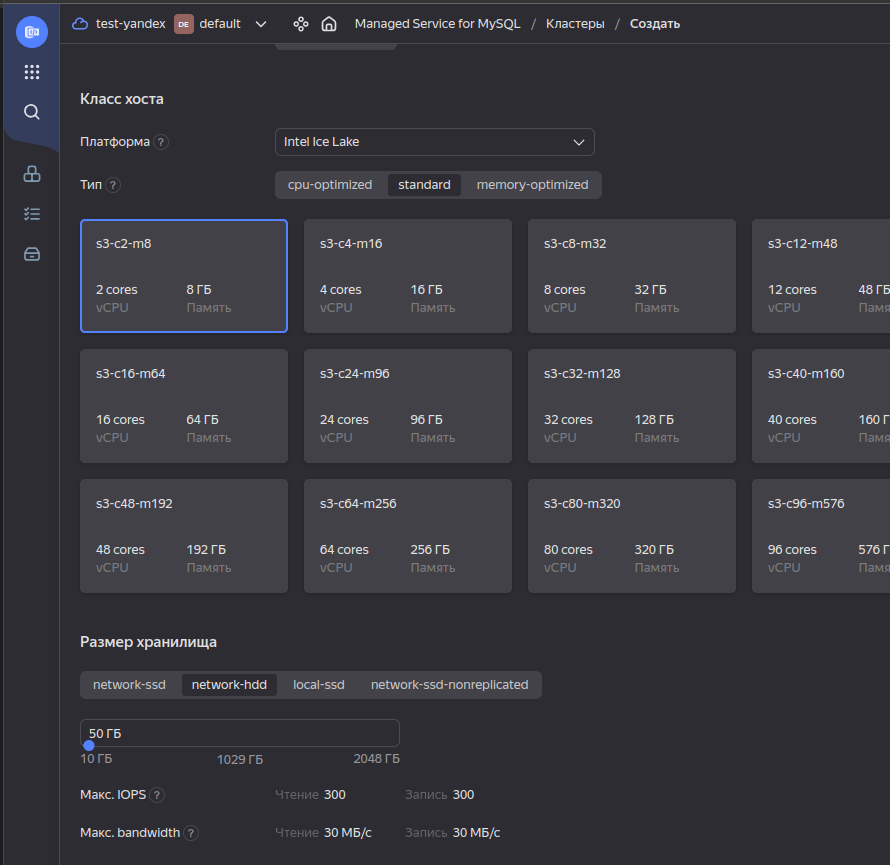 test-yandex DE default Managed Service for MySQL / Кластеры / Создать
Класс хоста
Платформа ? Intel Ice Lake
Тип ? cpu-optimized standard memory-optimized
s3-c2-m8 s3-c4-m16 s3-c8-m32 s3-c12-m48
2 cores 8 ГБ 4 cores 16 ГБ 8 cores 32 ГБ 12 cores 48 ГБ
vCPU Память vCPU Память vCPU Память vCPU
s3-c16-m64 s3-c24-m96 s3-c32-m128 s3-c40-m160
16 cores 64 ГБ 24 cores 96 ГБ 32 cores 128 ГБ 40 cores 160 Г
vCPU Память vCPU Память vCPU Память vCPU
s3-c48-m192 s3-c64-m256 s3-c80-m320 s3-c96-m576
48 cores 192 ГБ 64 cores 256 ГБ 80 cores 320 ГБ 96 cores 576 Г
vCPU Память vCPU Память vCPU Память vCPU
Размер хранилища
network-ssd network-hdd local-ssd network-ssd-nonreplicated
50 ГБ
10 ГБ 1029 ГБ 2048 ГБ
Макс. IOPS ? Чтение 300 Запись 300
Макс. bandwidth ? Чтение 30 МБ/с Запись 30 МБ/с